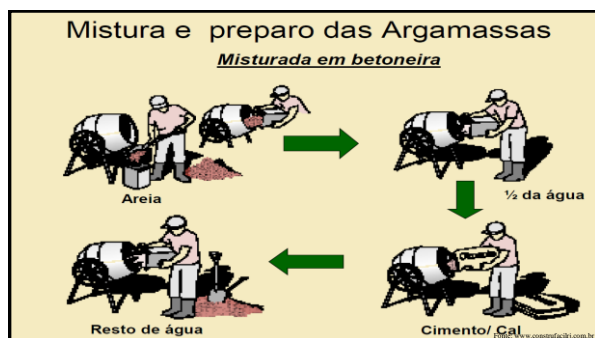 Mistura e preparo das Argamassas
Misturada em betoneira
Areia
½ da água
Resto de água
Cimento/ Cal
Fonte: www.construfacilrj.com.br